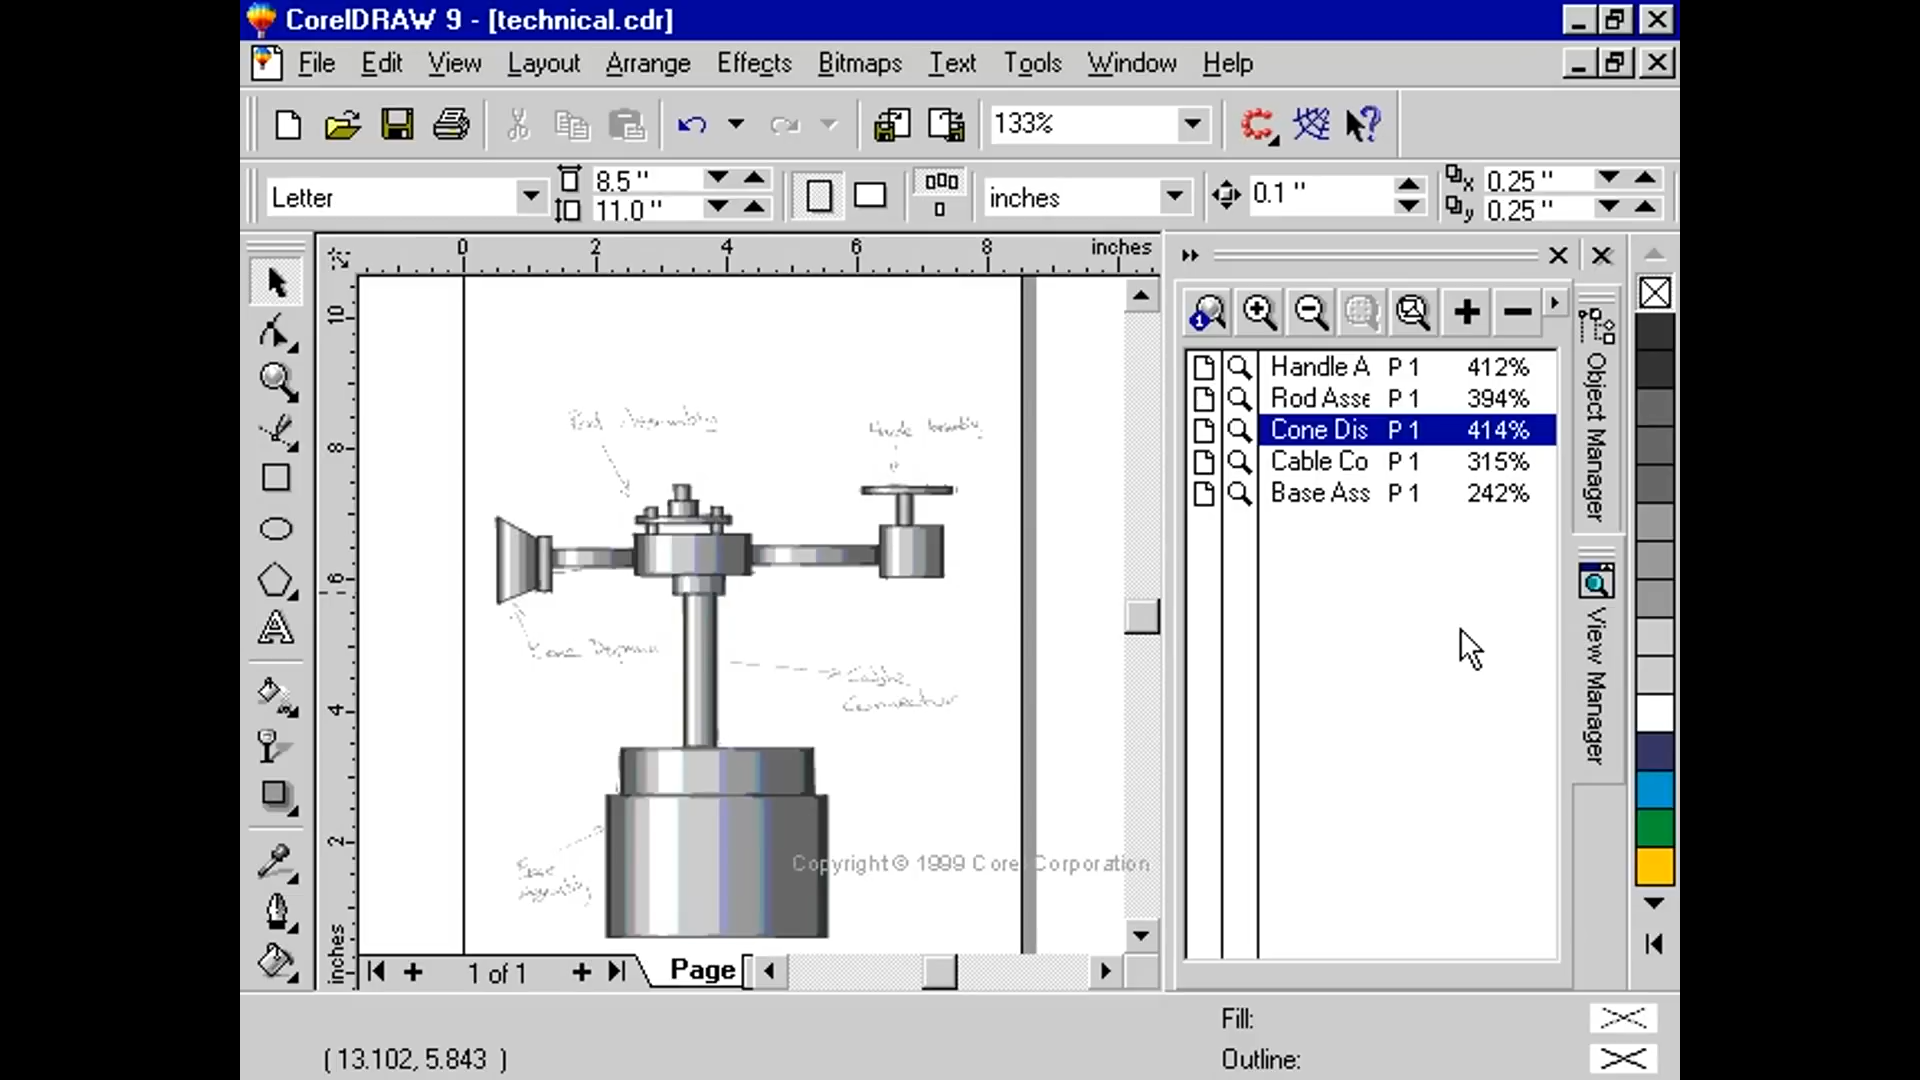 CorelDRAW 9 - [technical.cdr]
File Edit View Layout Arrange Effects Bitmaps Text Tools Window Help
133%
Letter 8.5 " inches 0.1 " x 0.25 "
11.0 " y 0.25 "
0 2 4 6 8 inches
10
8
6
4
2
inches
Handle A P 1 412%
Rod Asse P 1 394%
Cone Dis P 1 414%
Cable Co P 1 315%
Base Ass P 1 242%
Object Manager
View Manager
Rod Assembly
Cone
Base
Assembly
Copyright © 1999 Corel Corporation
1 of 1 Page
Fill:
(13.102, 5.843 ) Outline: